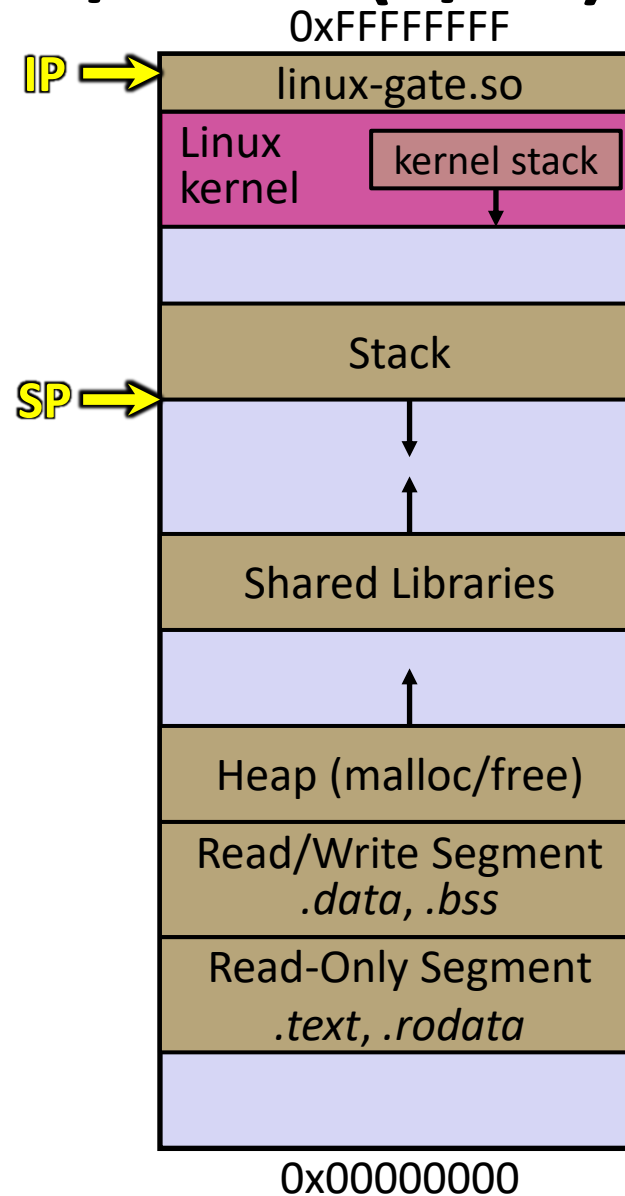 0xFFFFFFFF
IP
linux-gate.so
Linux
kernel
kernel stack
Stack
SP
Shared Libraries
Heap (malloc/free)
Read/Write Segment
.data, .bss
Read-Only Segment
.text, .rodata
0x00000000